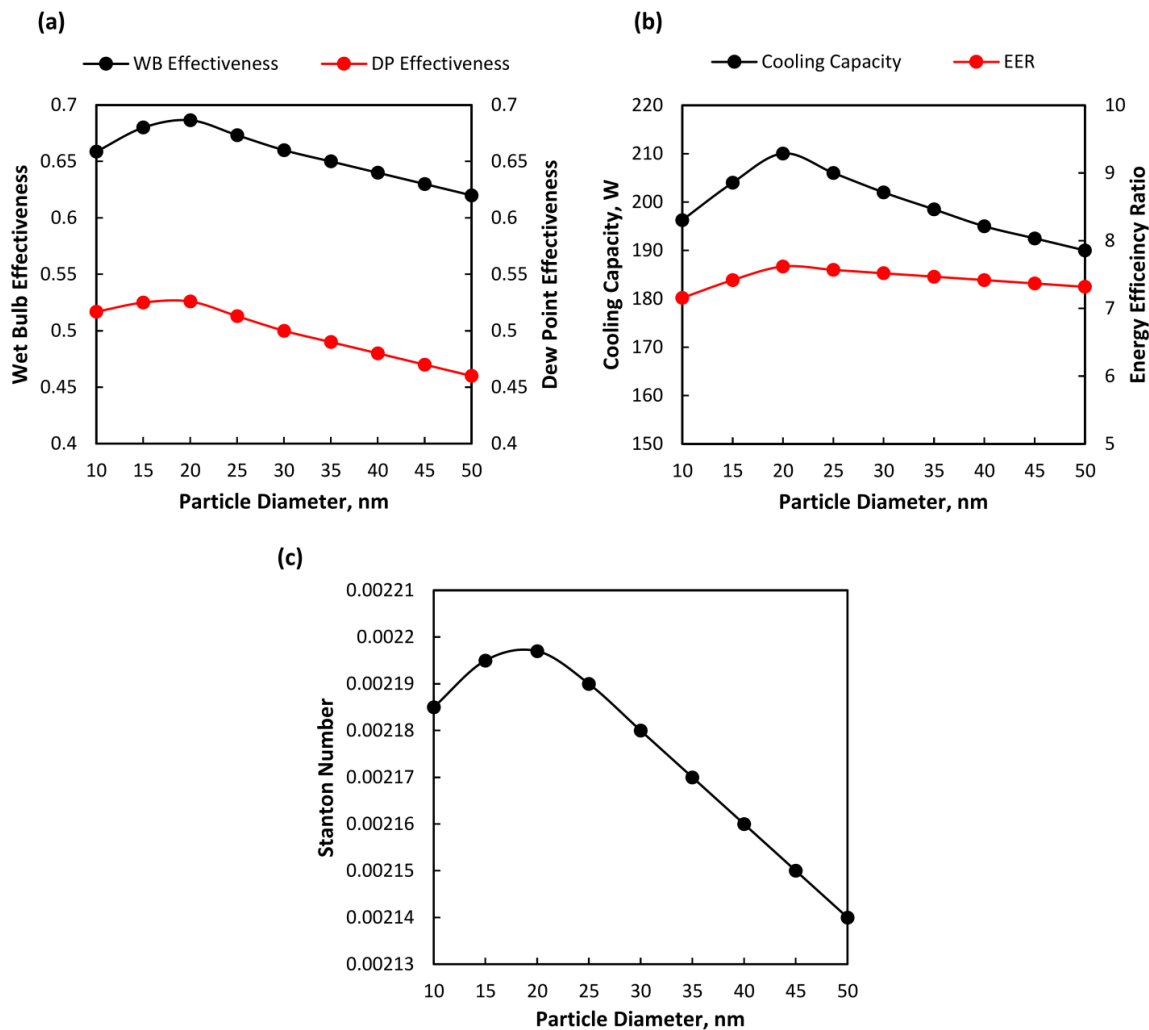 (a)
WB Effectiveness DP Effectiveness
0.7 0.7
0.65 0.65
0.6 0.6
0.55 0.55
0.5 0.5
0.45 0.45
0.4 0.4
Wet Bulb Effectiveness
Dew Point Effectiveness
10 15 20 25 30 35 40 45 50
Particle Diameter, nm
(b)
Cooling Capacity EER
220
210
200
190
180
170
160
150
Cooling Capacity, W
10
9
8
7
6
5
Energy Efficeincy Ratio
10 15 20 25 30 35 40 45 50
Particle Diameter, nm
(c)
0.00221
0.0022
0.00219
0.00218
0.00217
0.00216
0.00215
0.00214
0.00213
Stanton Number
10 15 20 25 30 35 40 45 50
Particle Diameter, nm